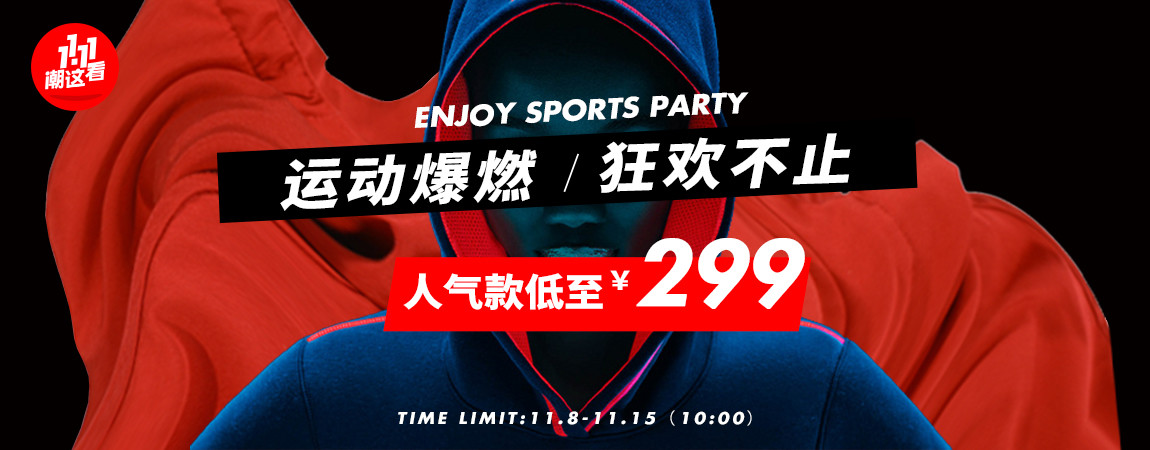 11.11
潮这看
ENJOY SPORTS PARTY
运动爆燃 / 狂欢不止
人气款低至¥299
TIME LIMIT:11.8-11.15（10:00）